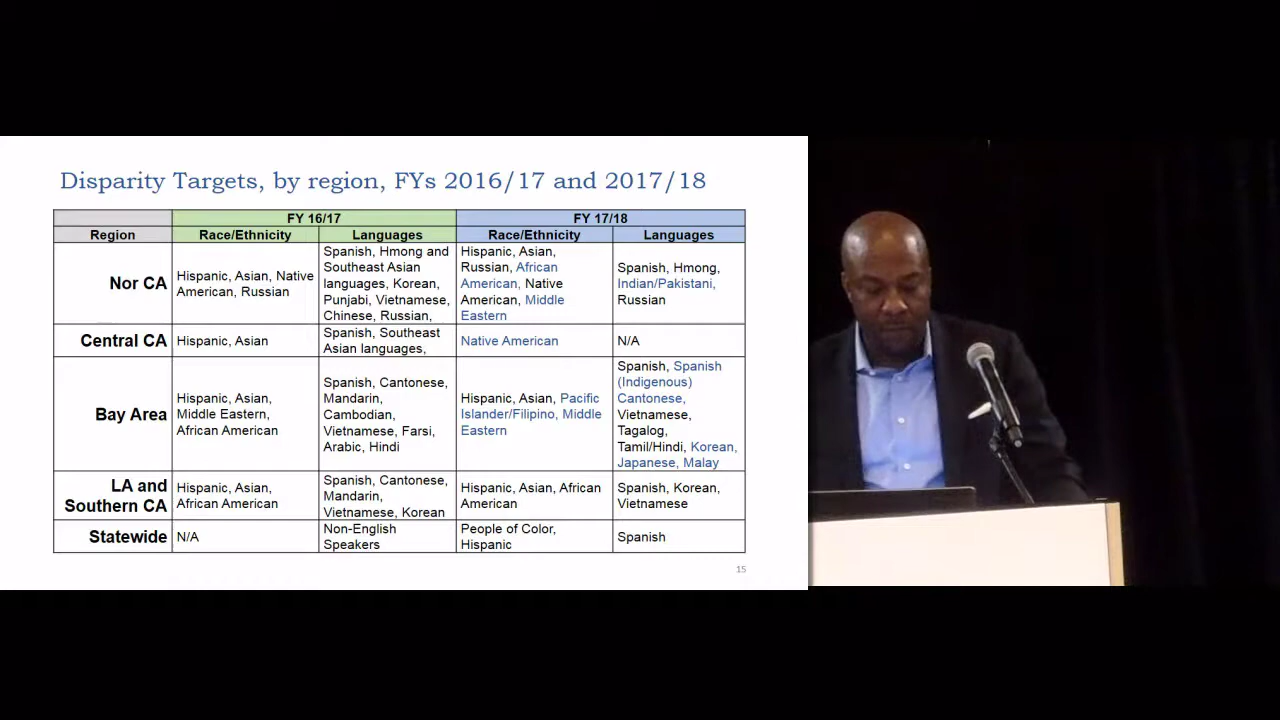 Disparity Targets, by region, FYs 2016/17 and 2017/18
FY 16/17
FY 17/18
Region
Race/Ethnicity
Languages
Race/Ethnicity
Languages
Nor CA
Hispanic, Asian, Native
American, Russian
Spanish, Hmong and
Southeast Asian
languages, Korean,
Punjabi, Vietnamese,
Chinese, Russian,
Hispanic, Asian,
Russian, African
American, Native
American, Middle
Eastern
Spanish, Hmong,
Indian/Pakistani,
Russian
Central CA
Hispanic, Asian
Spanish, Southeast
Asian languages,
Native American
N/A
Bay Area
Hispanic, Asian,
Middle Eastern,
African American
Spanish, Cantonese,
Mandarin,
Cambodian,
Vietnamese, Farsi,
Arabic, Hindi
Hispanic, Asian, Pacific
Islander/Filipino, Middle
Eastern
Spanish, Spanish
(Indigenous)
Cantonese,
Vietnamese,
Tagalog,
Tamil/Hindi, Korean,
Japanese, Malay
LA and
Southern CA
Hispanic, Asian,
African American
Spanish, Cantonese,
Mandarin,
Vietnamese, Korean
Hispanic, Asian, African
American
Spanish, Korean,
Vietnamese
Statewide
N/A
Non-English
Speakers
People of Color,
Hispanic
Spanish
15